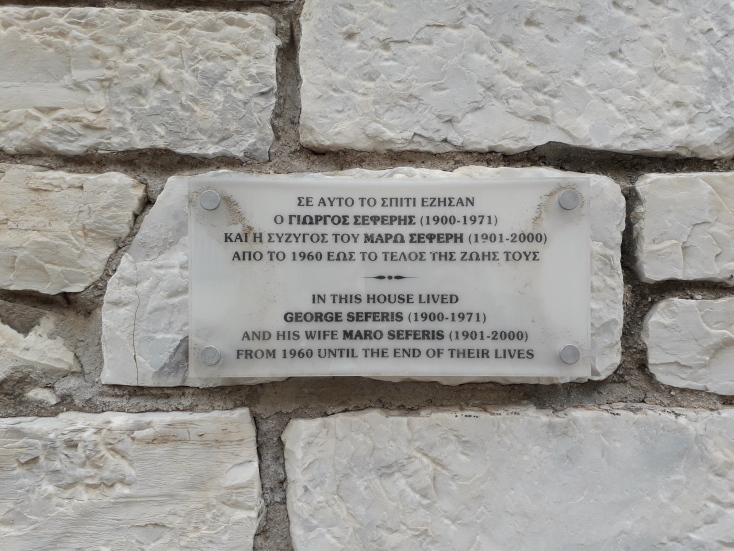 ΣΕ ΑΥΤΟ ΤΟ ΣΠΙΤΙ ΕΖΗΣΑΝ
Ο ΓΙΩΡΓΟΣ ΣΕΦΕΡΗΣ (1900-1971)
ΚΑΙ Η ΣΥΖΥΓΟΣ ΤΟΥ ΜΑΡΩ ΣΕΦΕΡΗ (1901-2000)
ΑΠΟ ΤΟ 1960 ΕΩΣ ΤΟ ΤΕΛΟΣ ΤΗΣ ΖΩΗΣ ΤΟΥΣ
IN THIS HOUSE LIVED
GEORGE SEFERIS (1900-1971)
AND HIS WIFE MARO SEFERIS (1901-2000)
FROM 1960 UNTIL THE END OF THEIR LIVES